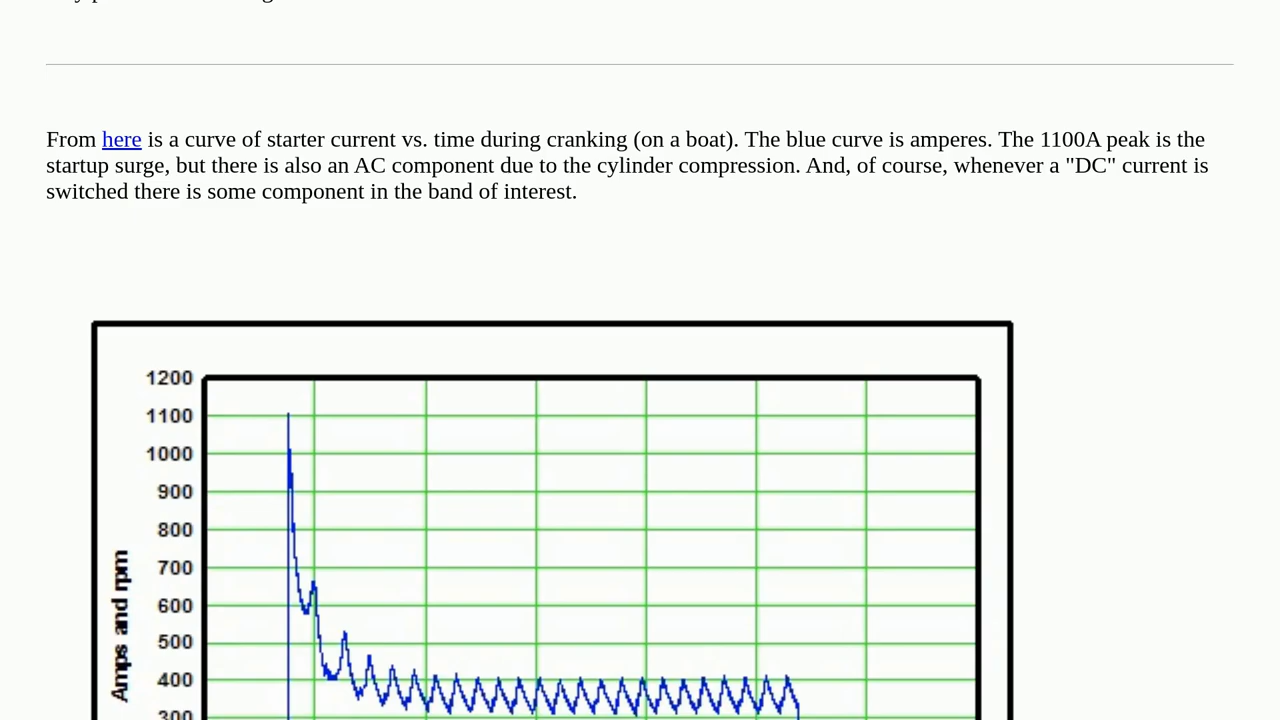 From here is a curve of starter current vs. time during cranking (on a boat). The blue curve is amperes. The 1100A peak is the
startup surge, but there is also an AC component due to the cylinder compression. And, of course, whenever a "DC" current is
switched there is some component in the band of interest.
1200
1100
1000
900
800
700
600
500
400
300
Amps and rpm